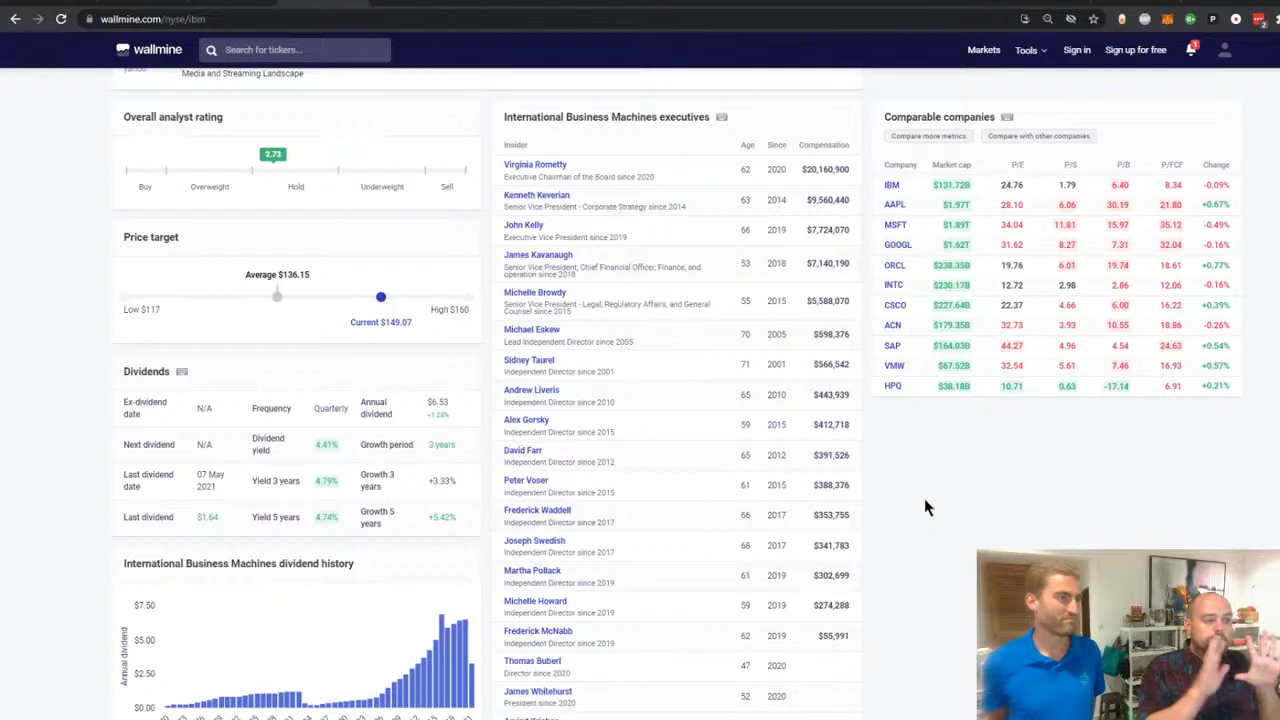 wallmine.com/nyse/ibm
wallmine
Search for tickers...
Markets
Tools
Sign in
Sign up for free
1
2
yahoo
Media and Streaming Landscape
Overall analyst rating
2.73
Buy
Overweight
Hold
Underweight
Sell
Price target
Average $136.15
Low $117
High $160
Current $149.07
Dividends
Ex-dividend date N/A Frequency Quarterly Annual dividend $6.53 +1.24%
Next dividend N/A Dividend yield 4.41% Growth period 3 years
Last dividend date 07 May 2021 Yield 3 years 4.79% Growth 3 years +3.33%
Last dividend $1.64 Yield 5 years 4.74% Growth 5 years +5.42%
International Business Machines dividend history
Annual dividend
$7.50
$5.00
$2.50
$0.00
International Business Machines executives
Insider Age Since Compensation
Virginia Rometty 62 2020 $20,160,900
Executive Chairman of the Board since 2020
Kenneth Keverian 63 2014 $9,560,440
Senior Vice President - Corporate Strategy since 2014
John Kelly 66 2019 $7,724,070
Executive Vice President since 2019
James Kavanaugh 53 2018 $7,140,190
Senior Vice President, Chief Financial Officer, Finance, and
operation since 2018
Michelle Browdy 55 2015 $5,588,070
Senior Vice President - Legal, Regulatory Affairs, and General
Counsel since 2015
Michael Eskew 70 2005 $598,376
Lead Independent Director since 2005
Sidney Taurel 71 2001 $566,542
Independent Director since 2001
Andrew Liveris 65 2010 $443,939
Independent Director since 2010
Alex Gorsky 59 2015 $412,718
Independent Director since 2015
David Farr 65 2012 $391,526
Independent Director since 2012
Peter Voser 61 2015 $388,376
Independent Director since 2015
Frederick Waddell 66 2017 $353,755
Independent Director since 2017
Joseph Swedish 68 2017 $341,783
Independent Director since 2017
Martha Pollack 61 2019 $302,699
Independent Director since 2019
Michelle Howard 59 2019 $274,288
Independent Director since 2019
Frederick McNabb 62 2019 $55,991
Independent Director since 2019
Thomas Buberl 47 2020
Director since 2020
James Whitehurst 52 2020
President since 2020
Comparable companies
Compare more metrics
Compare with other companies
Company Market cap P/E P/S P/B P/FCF Change
IBM $131.72B 24.76 1.79 6.40 8.34 -0.09%
AAPL $1.97T 28.10 6.06 30.19 21.80 +0.67%
MSFT $1.89T 34.04 11.81 15.97 35.12 -0.49%
GOOGL $1.62T 31.62 8.27 7.31 32.04 -0.16%
ORCL $238.35B 19.76 6.01 19.74 18.61 +0.77%
INTC $230.17B 12.72 2.98 2.86 12.06 -0.16%
CSCO $227.64B 22.37 4.66 6.00 16.22 +0.39%
ACN $179.35B 32.73 3.93 10.55 18.86 -0.26%
SAP $164.03B 44.27 4.96 4.54 24.63 +0.54%
VMW $67.52B 32.54 5.61 7.46 16.93 +0.57%
HPQ $38.18B 10.71 0.63 -17.14 6.91 +0.21%